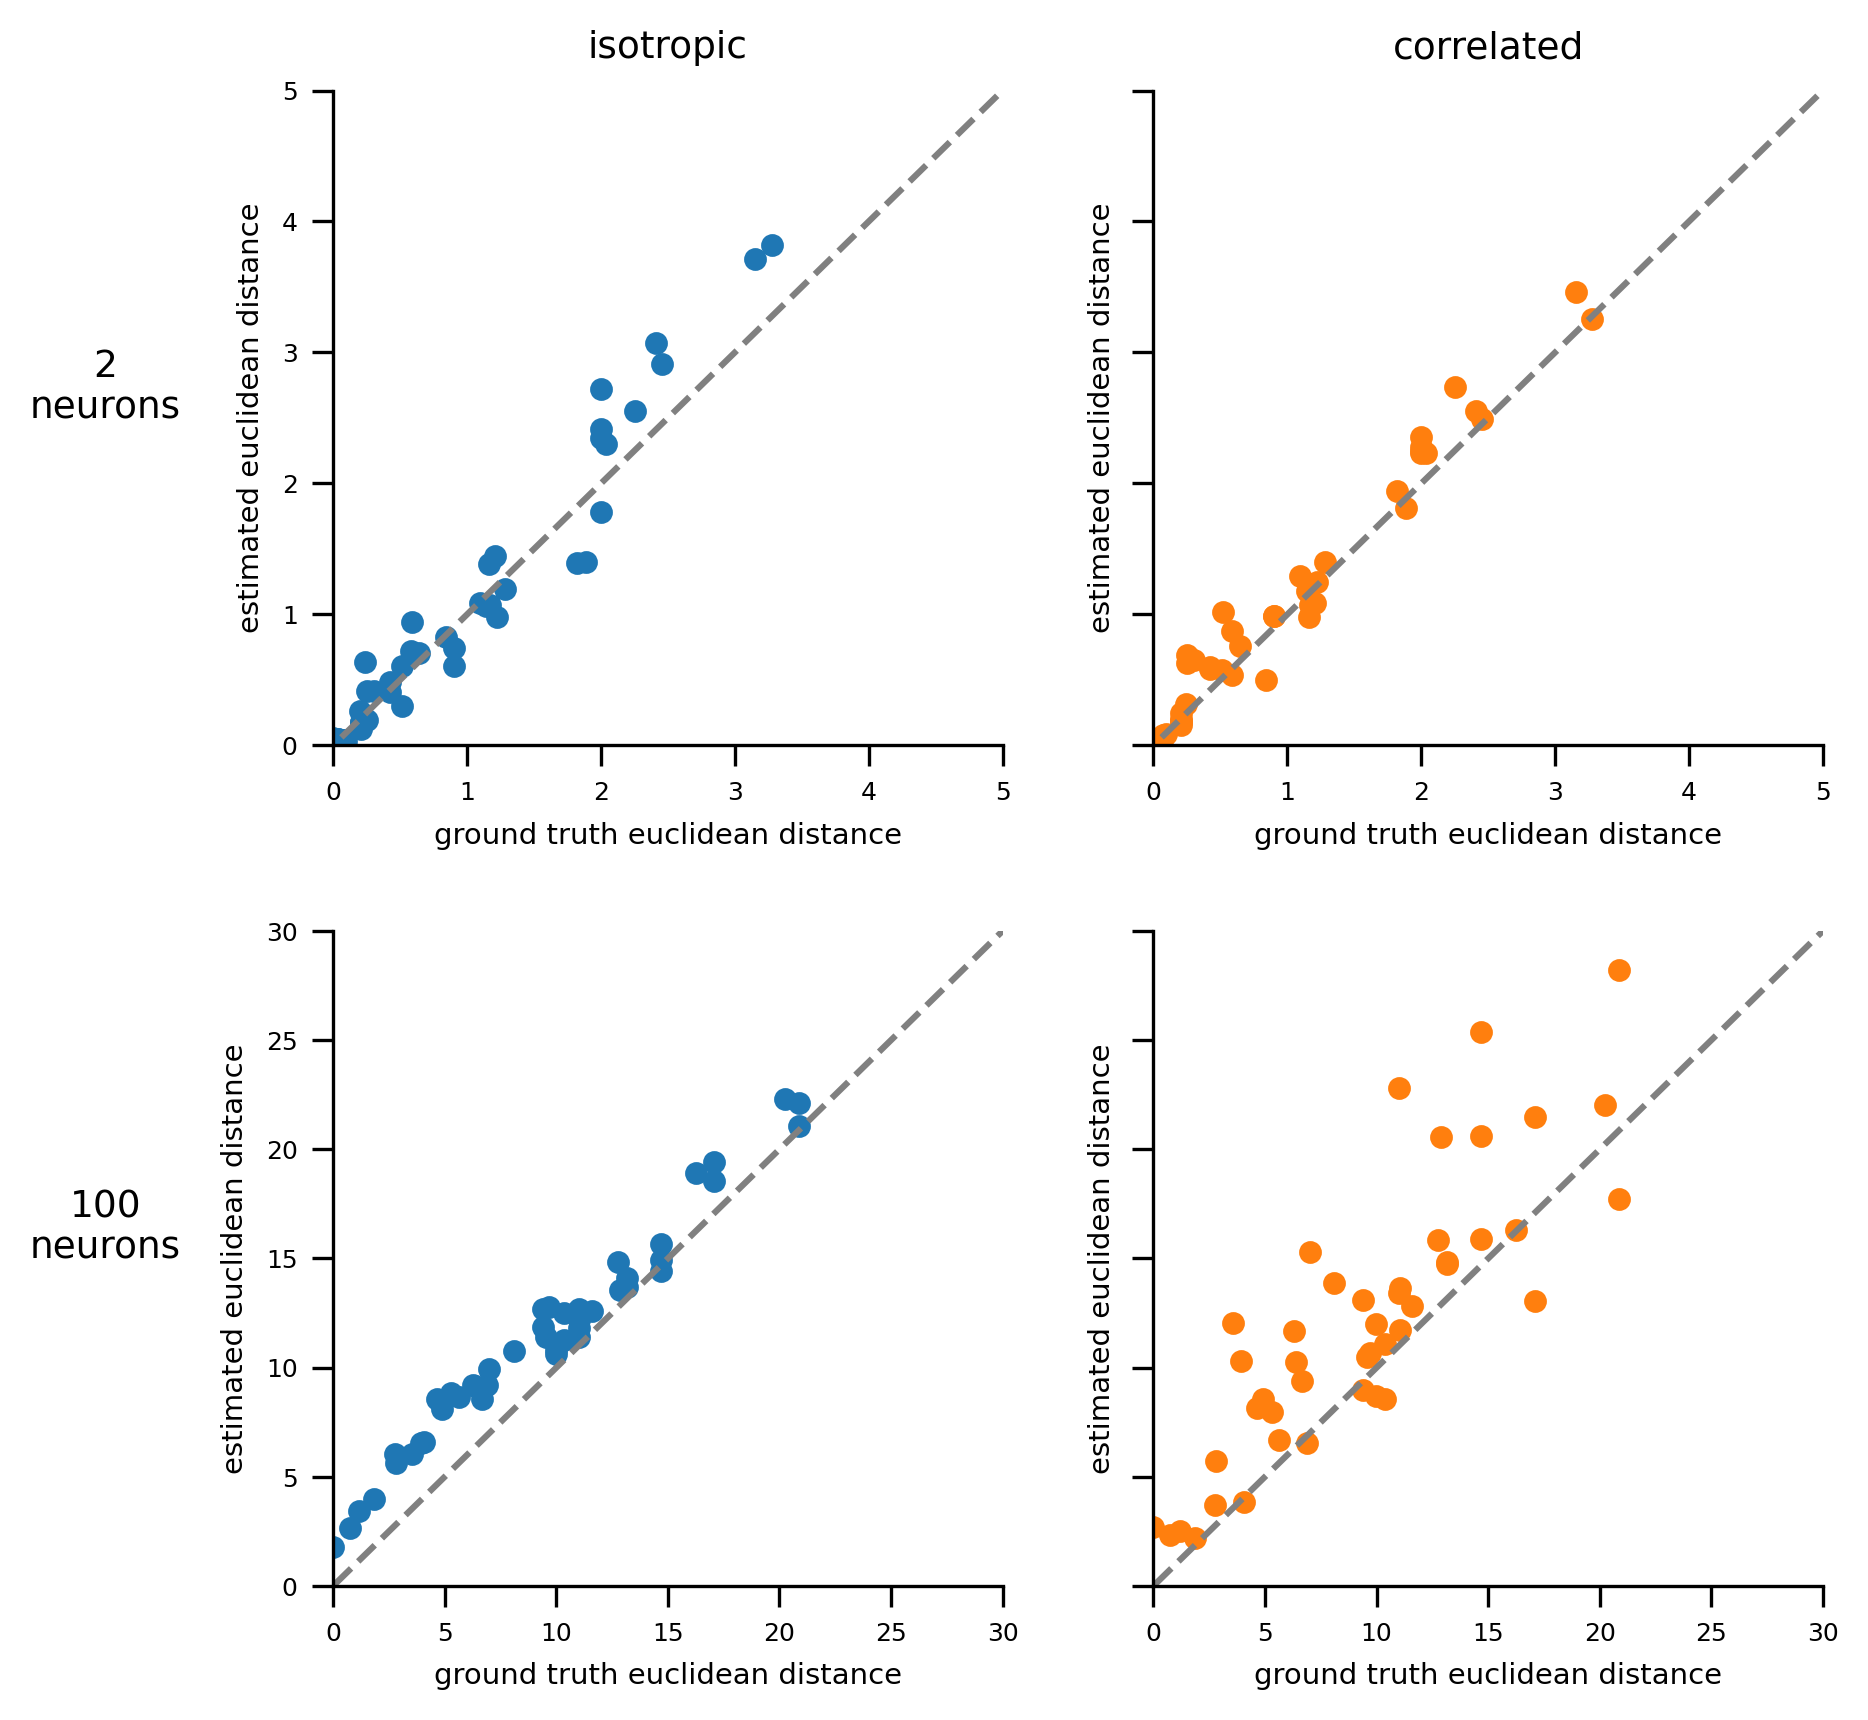 isotropic
correlated
2
neurons
estimated euclidean distance
5
4
3
2
1
0
0 1 2 3 4 5
ground truth euclidean distance
estimated euclidean distance
0 1 2 3 4 5
ground truth euclidean distance
100
neurons
estimated euclidean distance
30
25
20
15
10
5
0
0 5 10 15 20 25 30
ground truth euclidean distance
estimated euclidean distance
0 5 10 15 20 25 30
ground truth euclidean distance